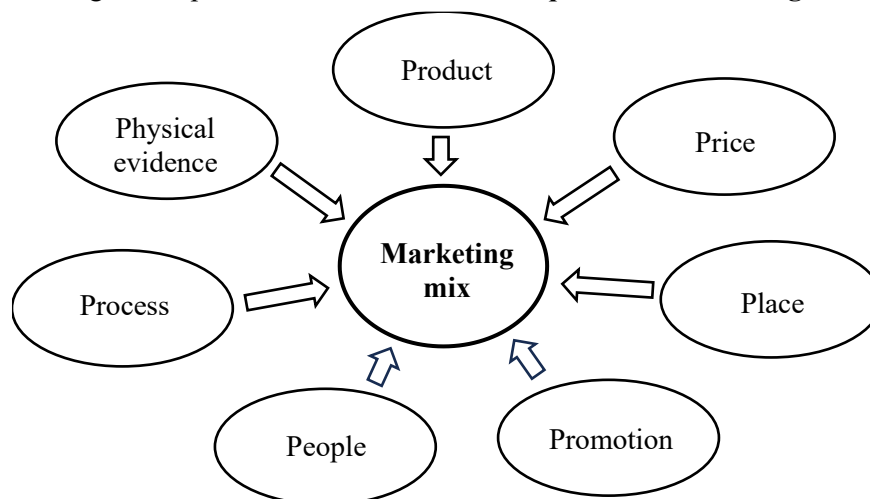 Product
Physical
evidence
Price
Marketing
mix
Process
Place
People
Promotion